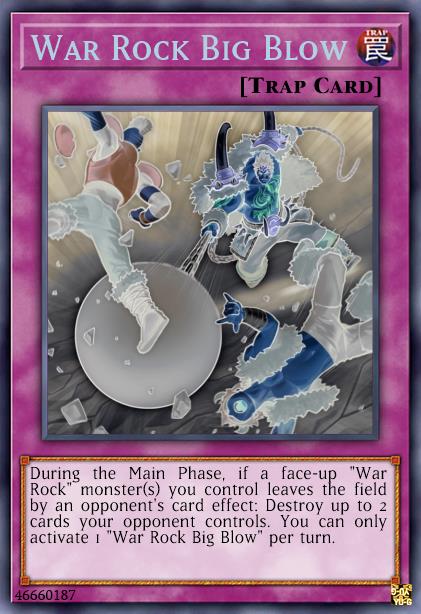 War Rock Big Blow
TRAP
罠
[Trap Card]
During the Main Phase, if a face-up "War
Rock" monster(s) you control leaves the field
by an opponent's card effect: Destroy up to 2
cards your opponent controls. You can only
activate 1 "War Rock Big Blow" per turn.
46660187